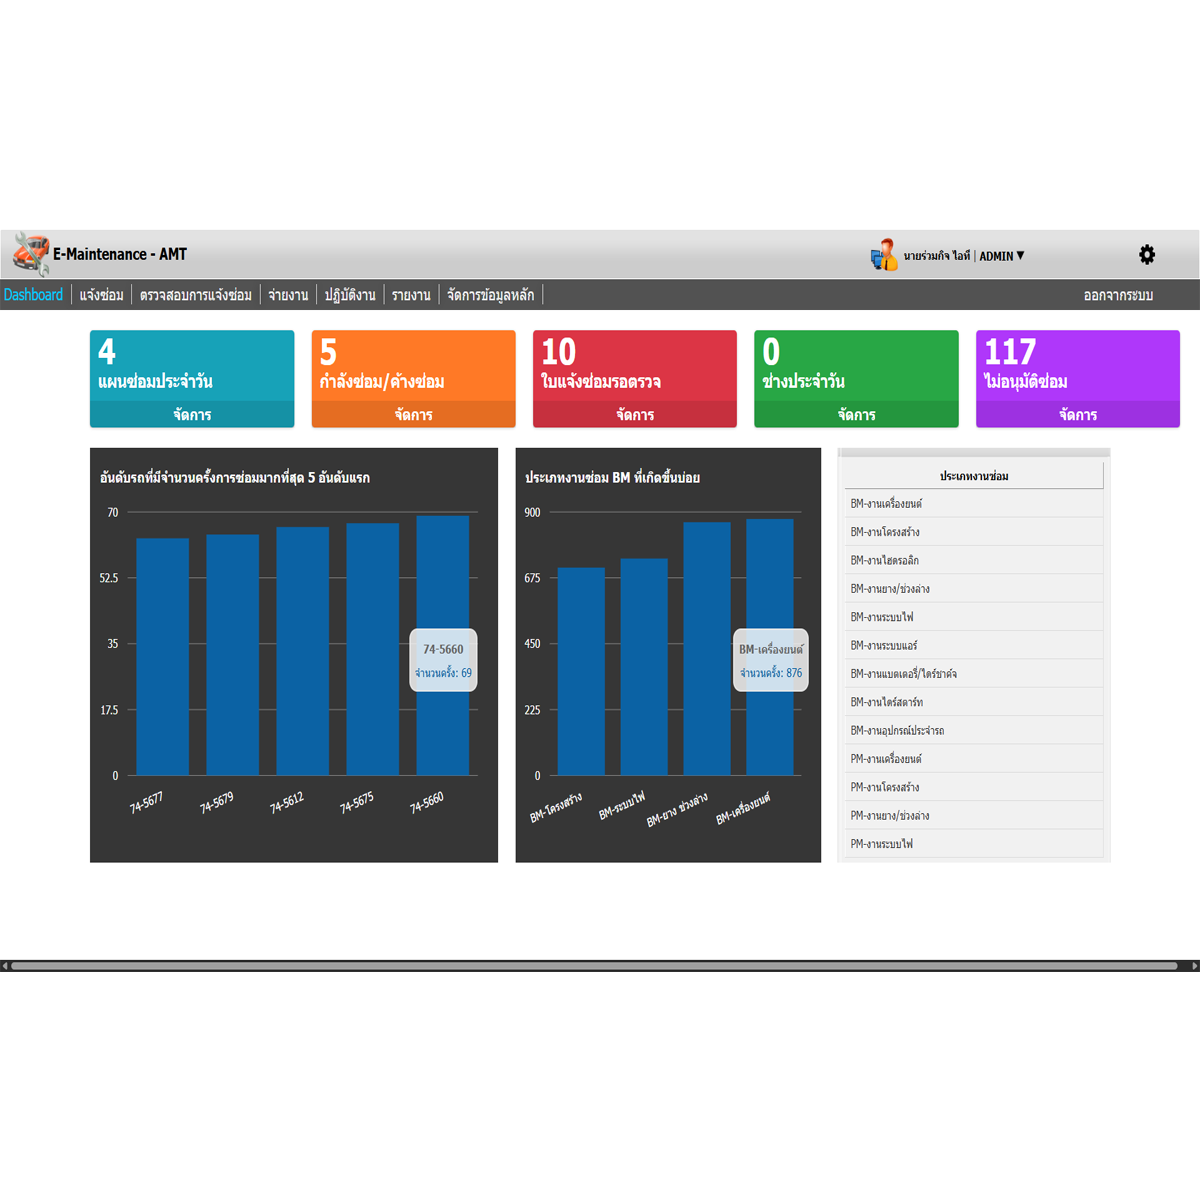 E-Maintenance - AMT
นายร่วมกิจ ไอที | ADMIN ▼
Dashboard | แจ้งซ่อม | ตรวจสอบการแจ้งซ่อม | จ่ายงาน | ปฏิบัติงาน | รายงาน | จัดการข้อมูลหลัก |
ออกจากระบบ
4
แผนซ่อมประจำวัน
จัดการ
5
กำลังซ่อม/ค้างซ่อม
จัดการ
10
ใบแจ้งซ่อมรอตรวจ
จัดการ
0
ช่างประจำวัน
จัดการ
117
ไม่อนุมัติซ่อม
จัดการ
อันดับรถที่มีจำนวนครั้งการซ่อมมากที่สุด 5 อันดับแรก
70
52.5
35
17.5
0
74-5660
จำนวนครั้ง: 69
74-5677
74-5679
74-5612
74-5675
74-5660
ประเภทงานซ่อม BM ที่เกิดขึ้นบ่อย
900
675
450
225
0
BM-เครื่องยนต์
จำนวนครั้ง: 876
BM-โครงสร้าง
BM-ระบบไฟ
BM-ยาง ช่วงล่าง
BM-เครื่องยนต์
ประเภทงานซ่อม
BM-งานเครื่องยนต์
BM-งานโครงสร้าง
BM-งานไฮดรอลิก
BM-งานยาง/ช่วงล่าง
BM-งานระบบไฟ
BM-งานระบบแอร์
BM-งานแบตเตอรี่/ไดร์ชาค์จ
BM-งานไดร์สตาร์ท
BM-งานอุปกรณ์ประจำรถ
PM-งานเครื่องยนต์
PM-งานโครงสร้าง
PM-งานยาง/ช่วงล่าง
PM-งานระบบไฟ